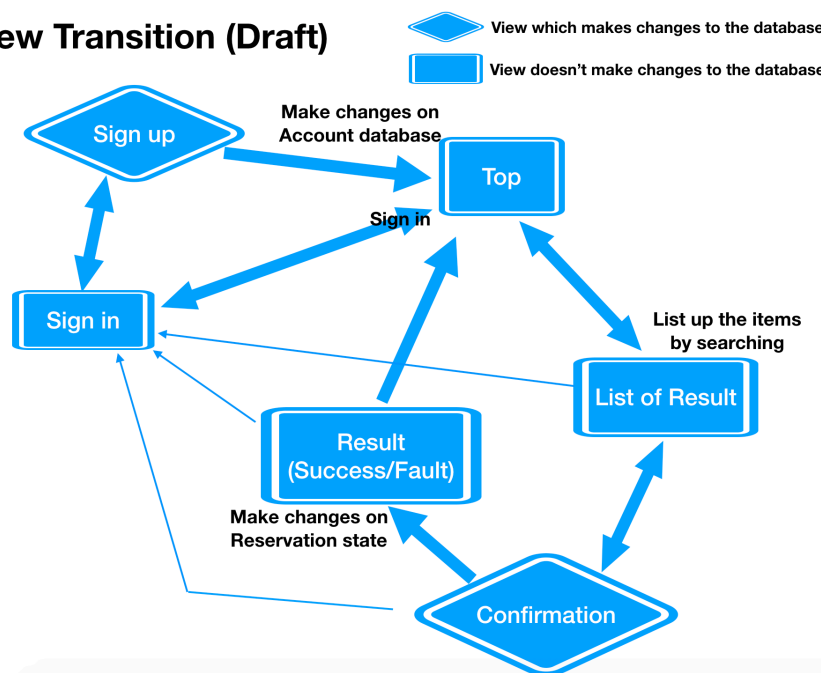 ew Transition (Draft)
View which makes changes to the database
View doesn’t make changes to the database
Sign up
Make changes on
Account database
Top
Sign in
Sign in
List up the items
by searching
List of Result
Result
(Success/Fault)
Make changes on
Reservation state
Confirmation